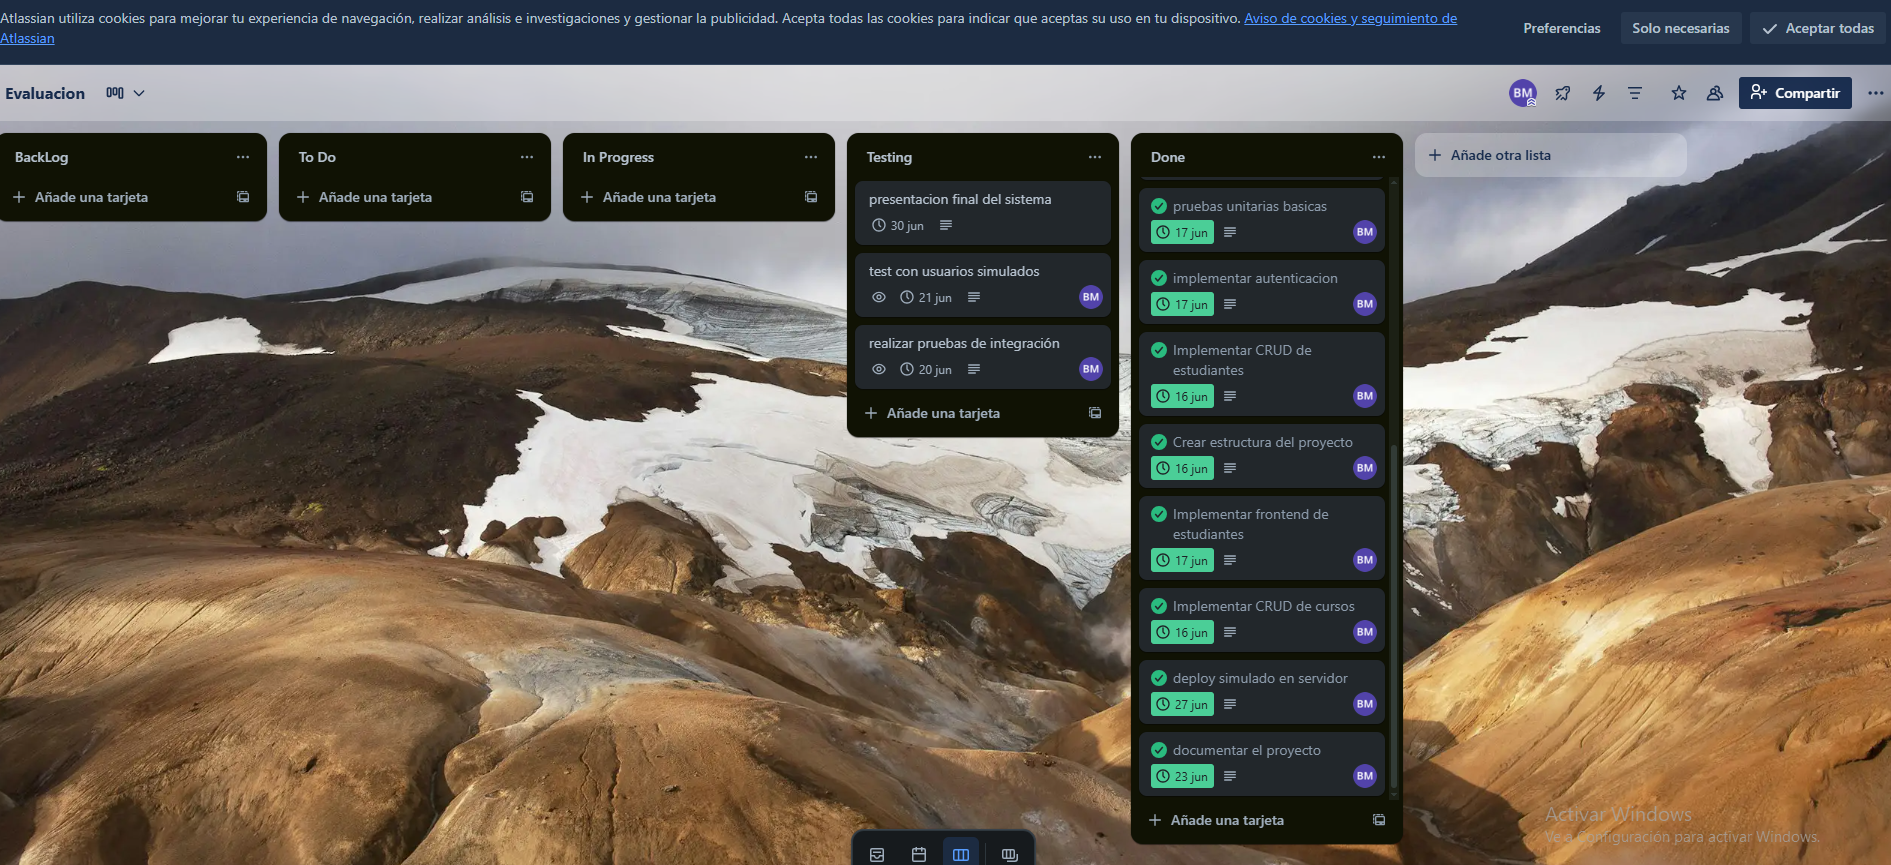 Atlassian utiliza cookies para mejorar tu experiencia de navegación, realizar análisis e investigaciones y gestionar la publicidad. Acepta todas las cookies para indicar que aceptas su uso en tu dispositivo. Aviso de cookies y seguimiento de
Atlassian
Preferencias
Solo necesarias
Aceptar todas
Evaluacion
BM
Compartir
BackLog
Añade una tarjeta
To Do
Añade una tarjeta
In Progress
Añade una tarjeta
Testing
presentacion final del sistema
30 jun
test con usuarios simulados
21 jun
BM
realizar pruebas de integración
20 jun
BM
Añade una tarjeta
Done
pruebas unitarias basicas
17 jun
BM
implementar autenticacion
17 jun
BM
Implementar CRUD de
estudiantes
16 jun
BM
Crear estructura del proyecto
16 jun
BM
Implementar frontend de
estudiantes
17 jun
BM
Implementar CRUD de cursos
16 jun
BM
deploy simulado en servidor
27 jun
BM
documentar el proyecto
23 jun
BM
Añade una tarjeta
Añade otra lista
Activar Windows
Ve a Configuración para activar Windows.